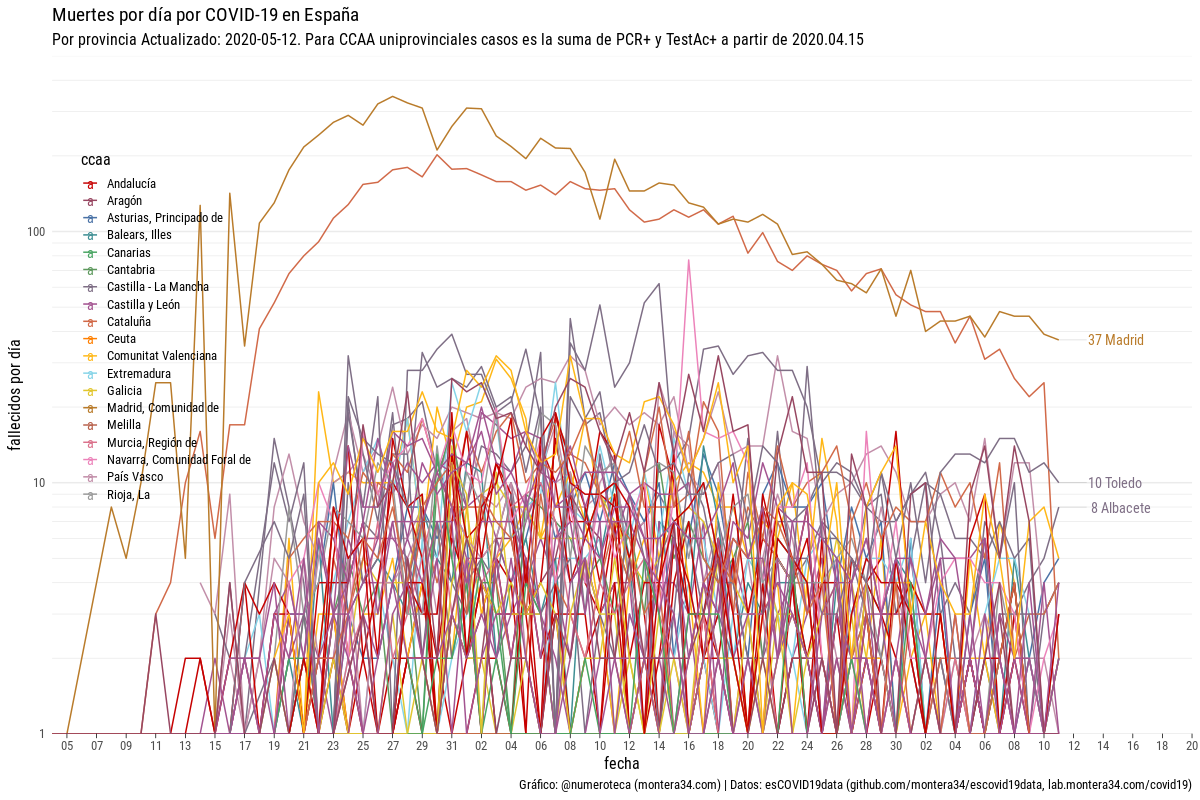 Muertes por día por COVID-19 en España
Por provincia Actualizado: 2020-05-12. Para CCAA uniprovinciales casos es la suma de PCR+ y TestAc+ a partir de 2020.04.15
fallecidos por día
100
10
1
ccaa
Andalucía
Aragón
Asturias, Principado de
Balears, Illes
Canarias
Cantabria
Castilla - La Mancha
Castilla y León
Cataluña
Ceuta
Comunitat Valenciana
Extremadura
Galicia
Madrid, Comunidad de
Melilla
Murcia, Región de
Navarra, Comunidad Foral de
País Vasco
Rioja, La
37 Madrid
10 Toledo
8 Albacete
05 07 09 11 13 15 17 19 21 23 25 27 29 31 02 04 06 08 10 12 14 16 18 20 22 24 26 28 30 02 04 06 08 10 12 14 16 18 20
fecha
Gráfico: @numeroteca (montera34.com) | Datos: esCOVID19data (github.com/montera34/escovid19data, lab.montera34.com/covid19)